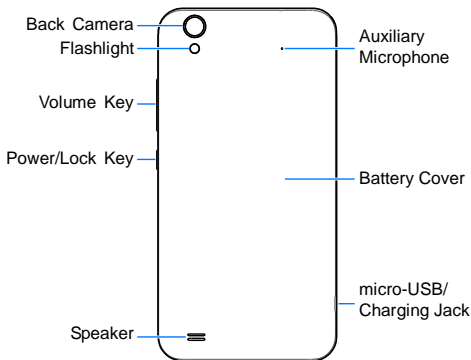 Back Camera
Flashlight
Volume Key
Power/Lock Key
Speaker
Auxiliary
Microphone
Battery Cover
micro-USB/
Charging Jack